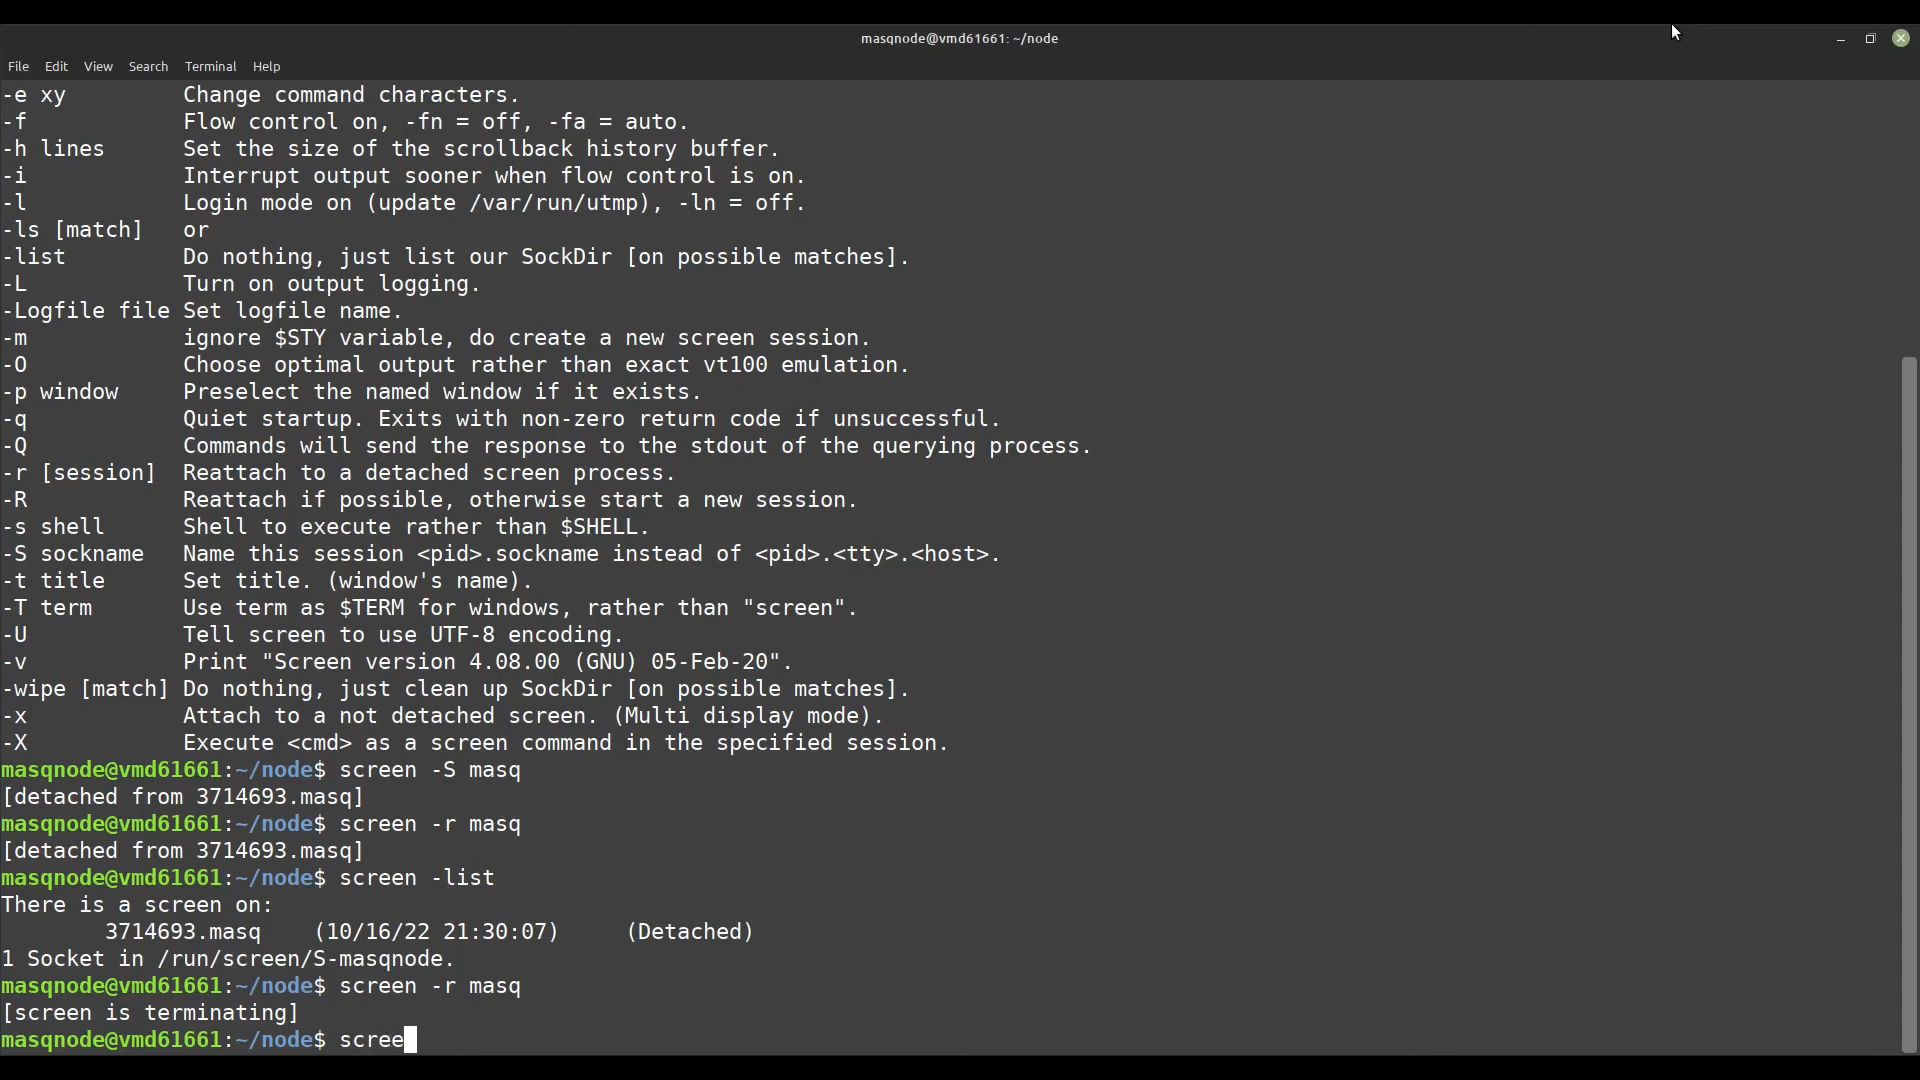 masqnode@vmd61661: ~/node
File Edit View Search Terminal Help
-e xy         Change command characters.
-f            Flow control on, -fn = off, -fa = auto.
-h lines      Set the size of the scrollback history buffer.
-i            Interrupt output sooner when flow control is on.
-l            Login mode on (update /var/run/utmp), -ln = off.
-ls [match]   or
-list         Do nothing, just list our SockDir [on possible matches].
-L            Turn on output logging.
-Logfile file Set logfile name.
-m            ignore $STY variable, do create a new screen session.
-O            Choose optimal output rather than exact vt100 emulation.
-p window     Preselect the named window if it exists.
-q            Quiet startup. Exits with non-zero return code if unsuccessful.
-Q            Commands will send the response to the stdout of the querying process.
-r [session]  Reattach to a detached screen process.
-R            Reattach if possible, otherwise start a new session.
-s shell      Shell to execute rather than $SHELL.
-S sockname   Name this session <pid>.sockname instead of <pid>.<tty>.<host>.
-t title      Set title. (window's name).
-T term       Use term as $TERM for windows, rather than "screen".
-U            Tell screen to use UTF-8 encoding.
-v            Print "Screen version 4.08.00 (GNU) 05-Feb-20".
-wipe [match] Do nothing, just clean up SockDir [on possible matches].
-x            Attach to a not detached screen. (Multi display mode).
-X            Execute <cmd> as a screen command in the specified session.
masqnode@vmd61661:~/node$ screen -S masq
[detached from 3714693.masq]
masqnode@vmd61661:~/node$ screen -r masq
[detached from 3714693.masq]
masqnode@vmd61661:~/node$ screen -list
There is a screen on:
        3714693.masq    (10/16/22 21:30:07)     (Detached)
1 Socket in /run/screen/S-masqnode.
masqnode@vmd61661:~/node$ screen -r masq
[screen is terminating]
masqnode@vmd61661:~/node$ scree